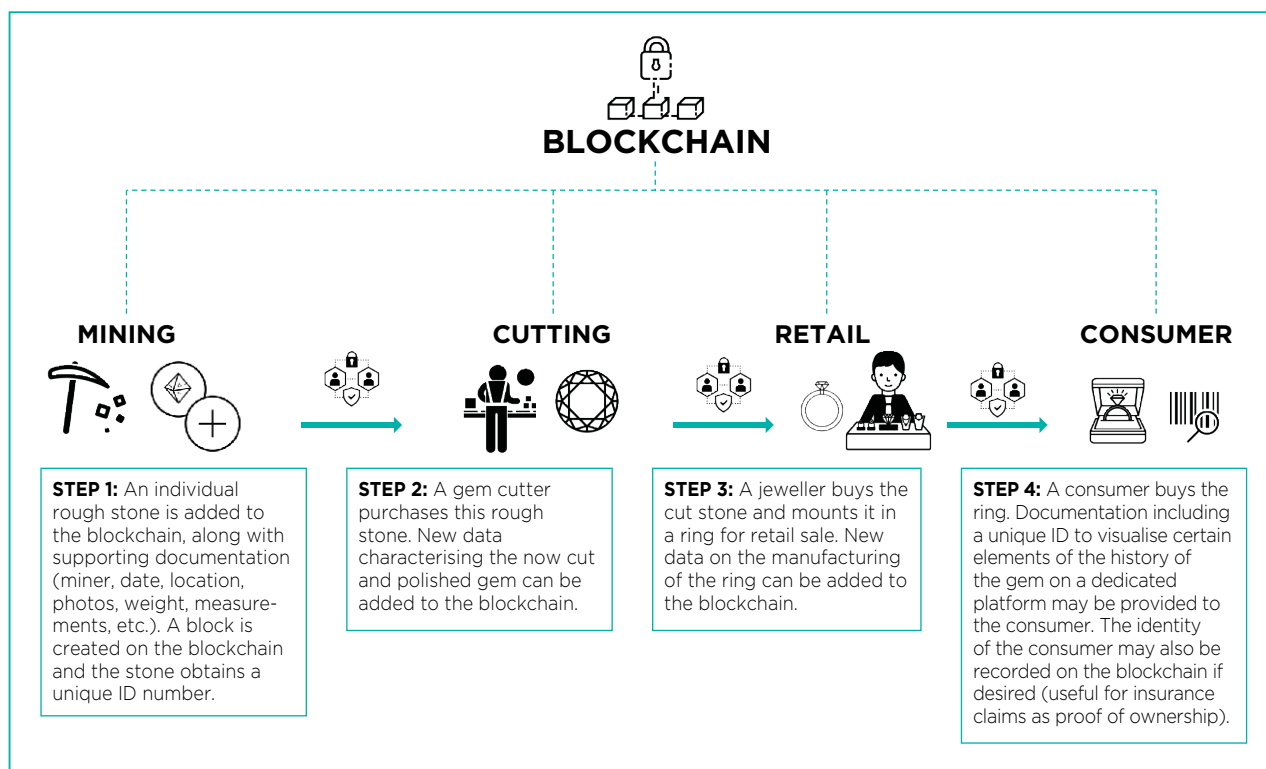 BLOCKCHAIN
MINING
CUTTING
RETAIL
CONSUMER
STEP 1: An individual
rough stone is added to
the blockchain, along with
supporting documentation
(miner, date, location,
photos, weight, measure-
ments, etc.). A block is
created on the blockchain
and the stone obtains a
unique ID number.
STEP 2: A gem cutter
purchases this rough
stone. New data
characterising the now cut
and polished gem can be
added to the blockchain.
STEP 3: A jeweller buys the
cut stone and mounts it in
a ring for retail sale. New
data on the manufacturing
of the ring can be added to
the blockchain.
STEP 4: A consumer buys the
ring. Documentation including
a unique ID to visualise certain
elements of the history of
the gem on a dedicated
platform may be provided to
the consumer. The identity
of the consumer may also be
recorded on the blockchain if
desired (useful for insurance
claims as proof of ownership).